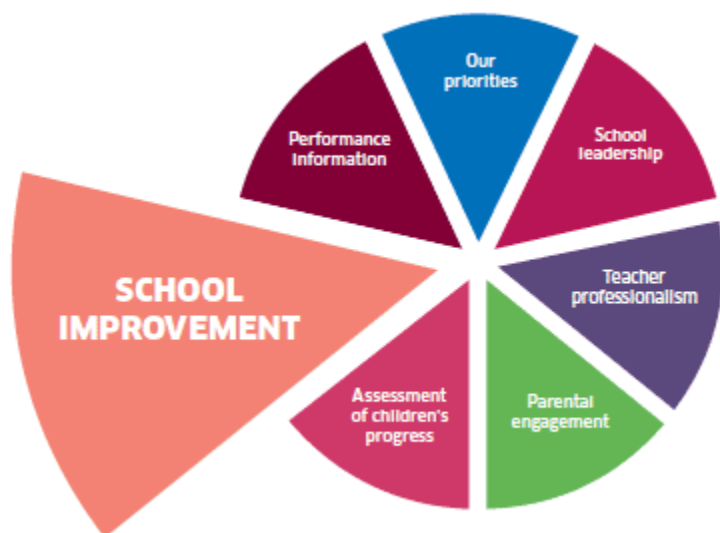 Our
priorities
School
leadership
Teacher
professionalism
Parental
engagement
Assessment
of children's
progress
SCHOOL
IMPROVEMENT
Performance
information